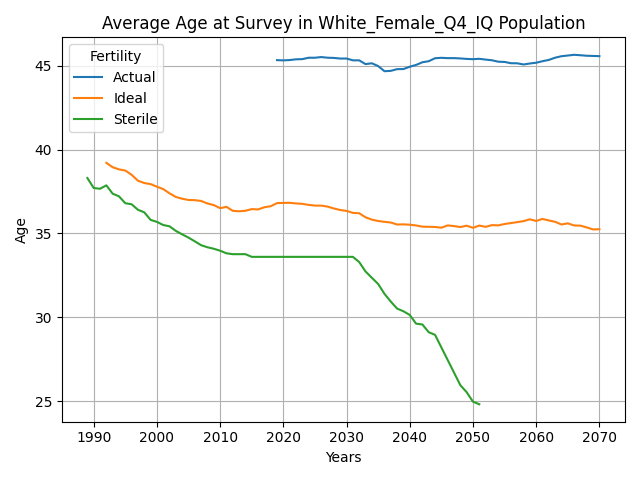 Average Age at Survey in White_Female_Q4_IQ Population
Fertility
Actual
Ideal
Sterile
45
40
35
30
25
Age
1990 2000 2010 2020 2030 2040 2050 2060 2070
Years